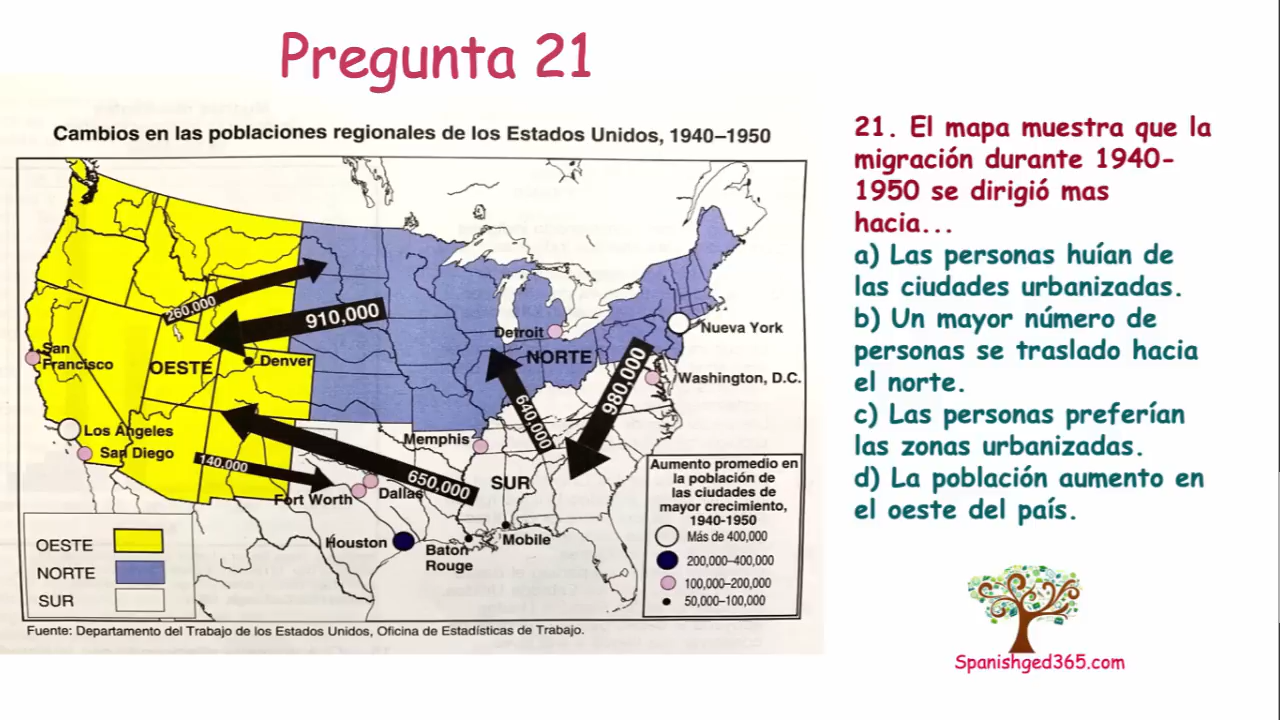 Pregunta 21
Cambios en las poblaciones regionales de los Estados Unidos, 1940–1950
260,000
910,000
Detroit
Nueva York
San
Francisco
OESTE
Denver
NORTE
980,000
Washington, D.C.
640,000
Los Angeles
San Diego
Memphis
140,000
650,000
SUR
Fort Worth
Dallas
Houston
Baton
Rouge
Mobile
OESTE
NORTE
SUR
Aumento promedio en
la población de
las ciudades de
mayor crecimiento,
1940-1950
Más de 400,000
200,000–400,000
100,000–200,000
50,000–100,000
Fuente: Departamento del Trabajo de los Estados Unidos, Oficina de Estadísticas de Trabajo.
21. El mapa muestra que la
migración durante 1940-
1950 se dirigió mas
hacia...
a) Las personas huían de
las ciudades urbanizadas.
b) Un mayor número de
personas se traslado hacia
el norte.
c) Las personas preferían
las zonas urbanizadas.
d) La población aumento en
el oeste del país.
Spanishged365.com